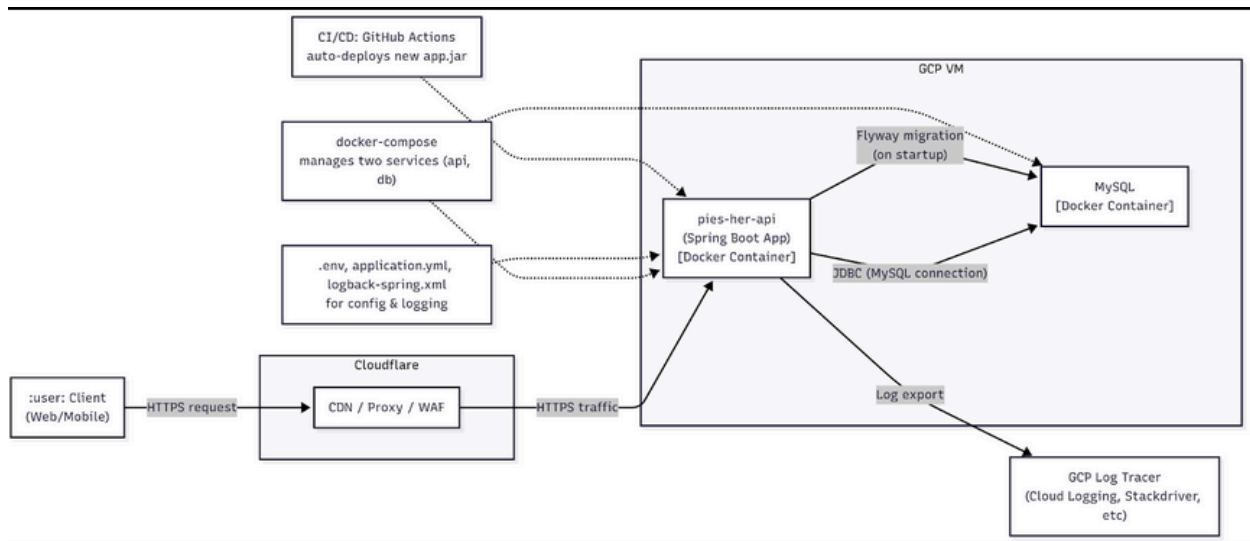 CI/CD: GitHub Actions
auto-deploys new app.jar
GCP VM
docker-compose
manages two services (api,
db)
Flyway migration
(on startup)
MySQL
[Docker Container]
pies-her-api
(Spring Boot App)
[Docker Container]
.env, application.yml,
logback-spring.xml
for config & logging
JDBC (MySQL connection)
Cloudflare
:user: Client
(Web/Mobile)
HTTPS request
CDN / Proxy / WAF
HTTPS traffic
Log export
GCP Log Tracer
(Cloud Logging, Stackdriver,
etc)